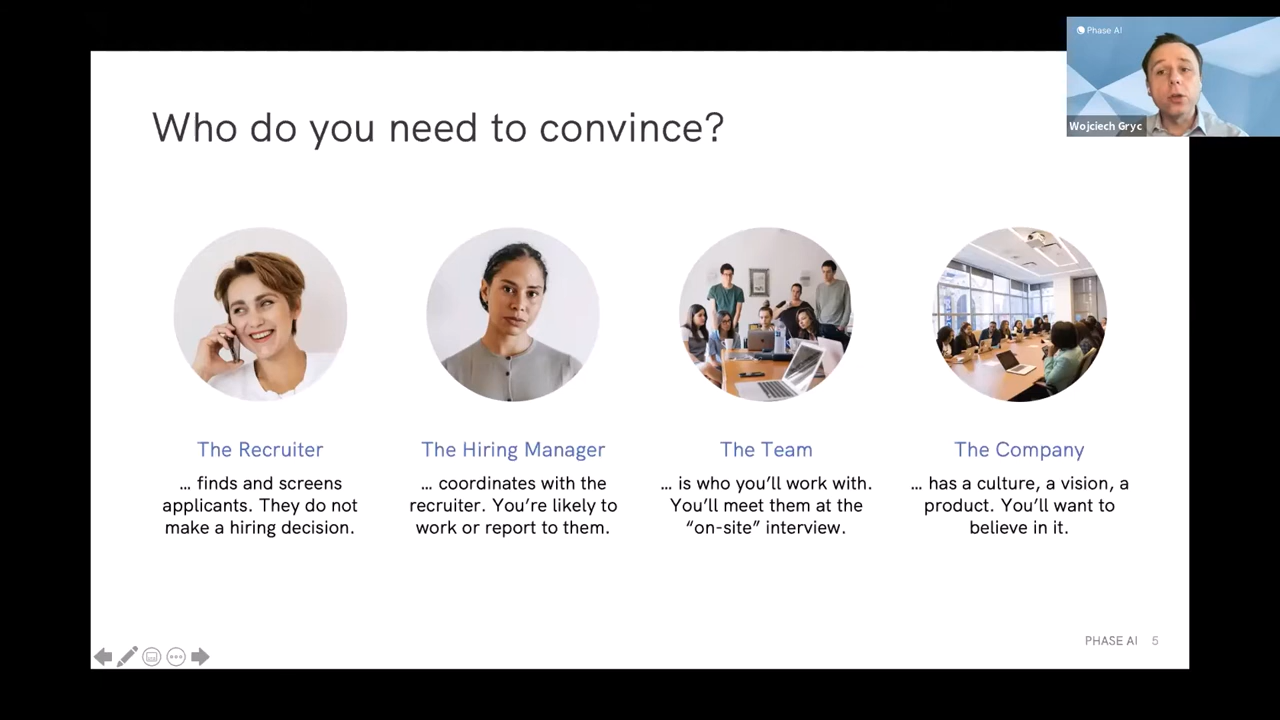 Phase AI
Wojciech Gryc
Who do you need to convince?
The Recruiter
... finds and screens
applicants. They do not
make a hiring decision.
The Hiring Manager
... coordinates with the
recruiter. You're likely to
work or report to them.
The Team
... is who you'll work with.
You'll meet them at the
“on-site” interview.
The Company
... has a culture, a vision, a
product. You'll want to
believe in it.
PHASE AI 5